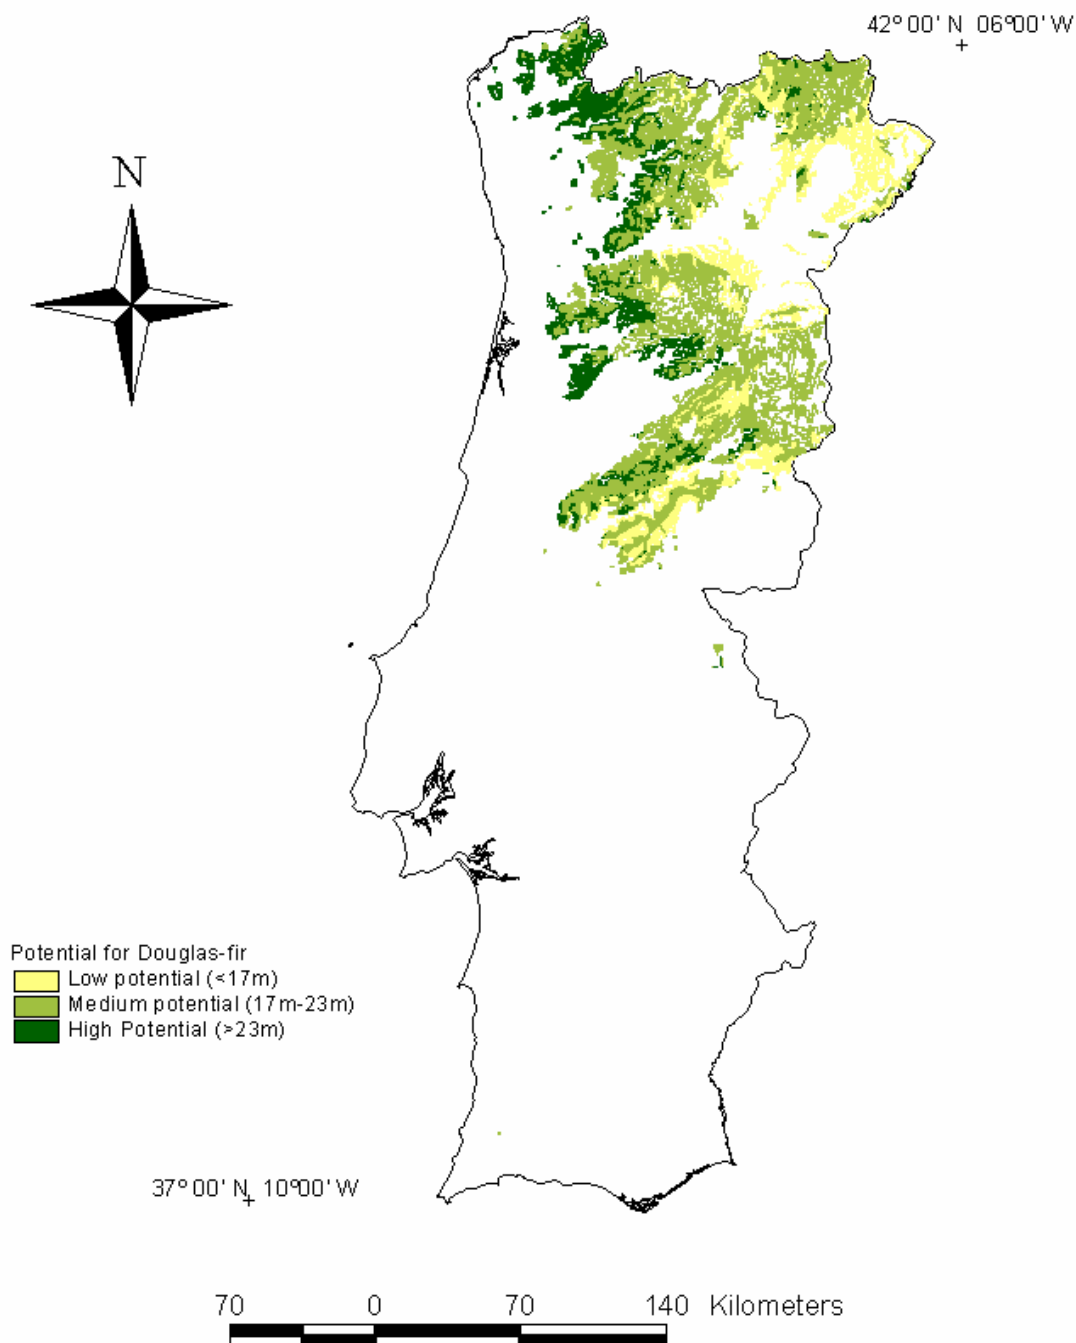 42° 00' N 06°00' W
N
Potential for Douglas-fir
Low potential (<17m)
Medium potential (17m-23m)
High Potential (>23m)
37° 00' N 10°00' W
70 0 70 140 Kilometers